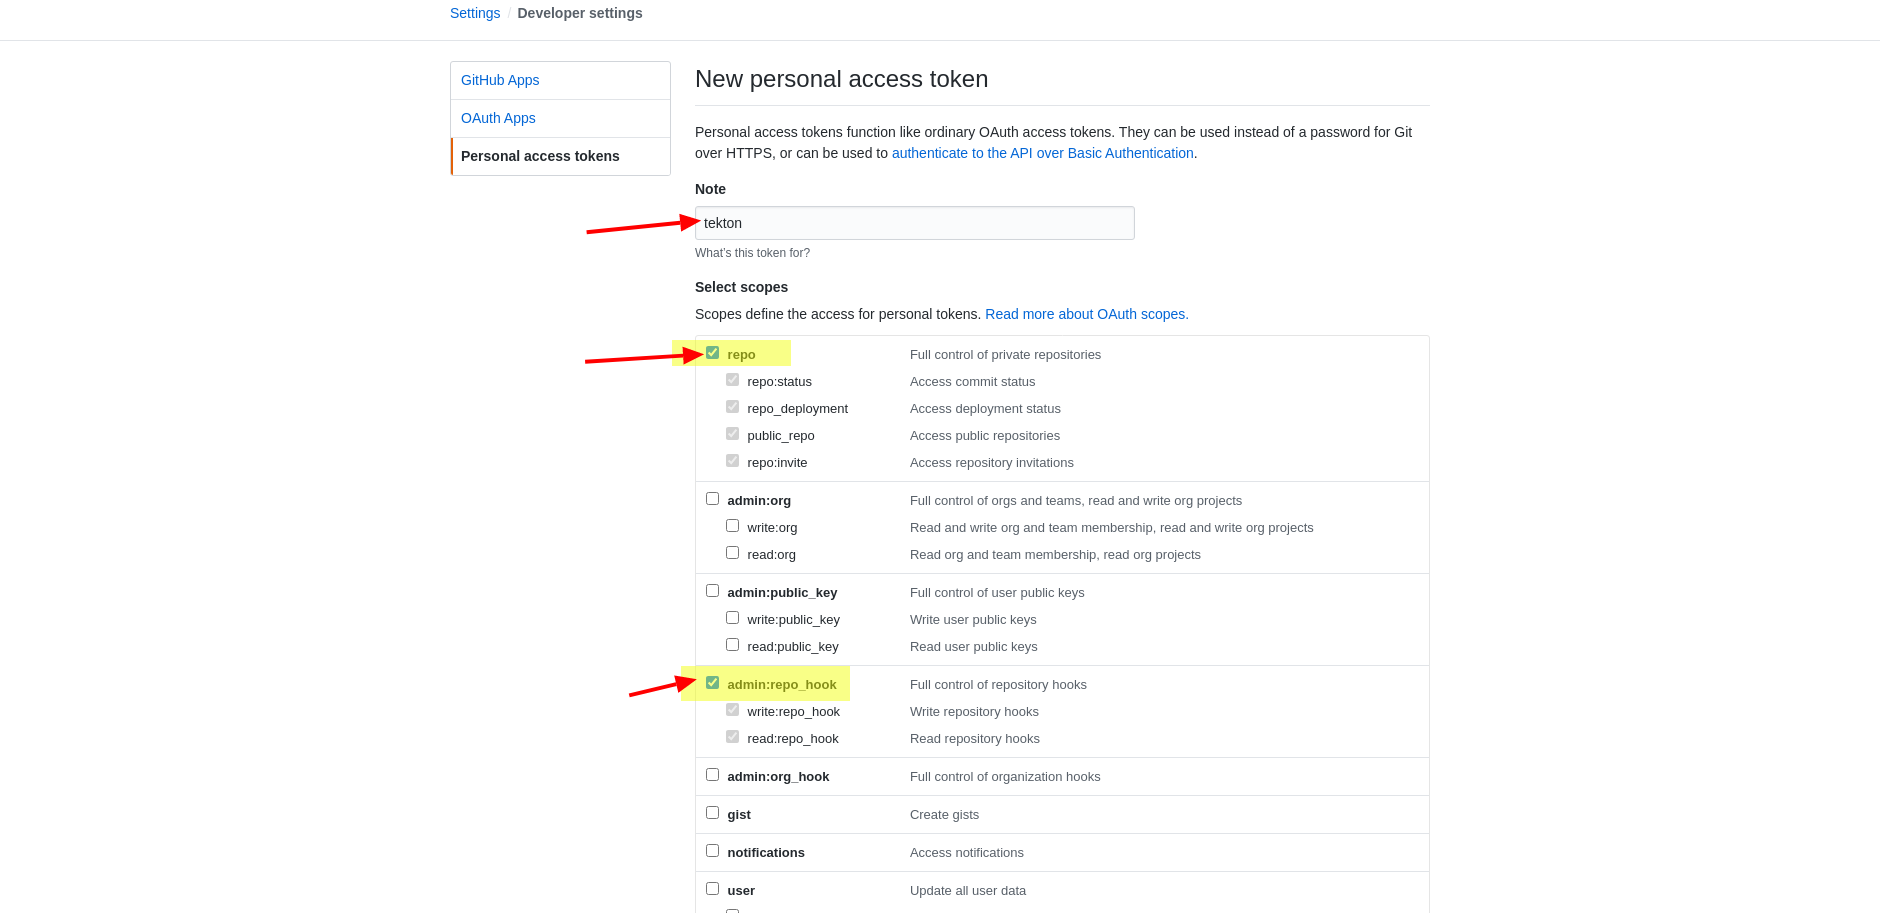 Settings / Developer settings
GitHub Apps
OAuth Apps
Personal access tokens
New personal access token
Personal access tokens function like ordinary OAuth access tokens. They can be used instead of a password for Git
over HTTPS, or can be used to authenticate to the API over Basic Authentication.
Note
tekton
What's this token for?
Select scopes
Scopes define the access for personal tokens. Read more about OAuth scopes.
repo Full control of private repositories
repo:status Access commit status
repo_deployment Access deployment status
public_repo Access public repositories
repo:invite Access repository invitations
admin:org Full control of orgs and teams, read and write org projects
write:org Read and write org and team membership, read and write org projects
read:org Read org and team membership, read org projects
admin:public_key Full control of user public keys
write:public_key Write user public keys
read:public_key Read user public keys
admin:repo_hook Full control of repository hooks
write:repo_hook Write repository hooks
read:repo_hook Read repository hooks
admin:org_hook Full control of organization hooks
gist Create gists
notifications Access notifications
user Update all user data